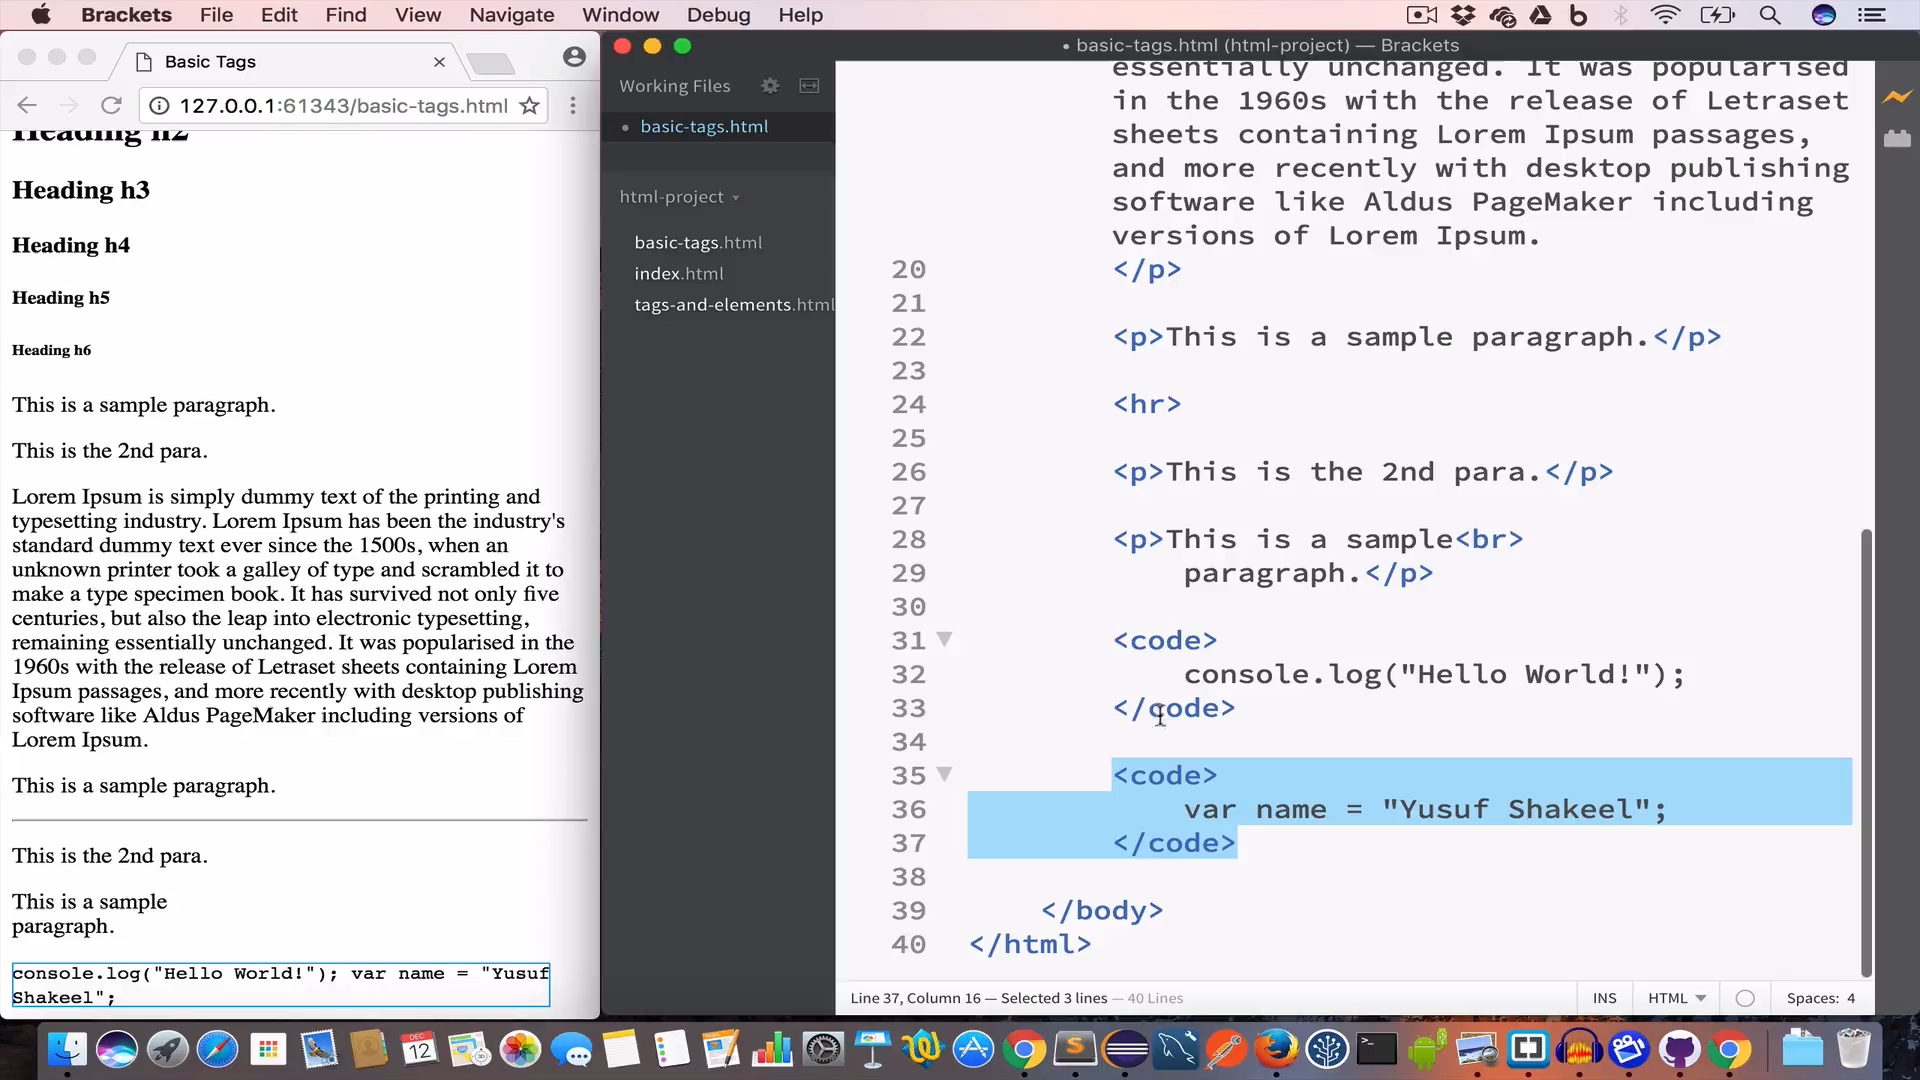 Brackets File Edit Find View Navigate Window Debug Help
Basic Tags
127.0.0.1:61343/basic-tags.html
Heading h2
Heading h3
Heading h4
Heading h5
Heading h6
This is a sample paragraph.
This is the 2nd para.
Lorem Ipsum is simply dummy text of the printing and
typesetting industry. Lorem Ipsum has been the industry's
standard dummy text ever since the 1500s, when an
unknown printer took a galley of type and scrambled it to
make a type specimen book. It has survived not only five
centuries, but also the leap into electronic typesetting,
remaining essentially unchanged. It was popularised in the
1960s with the release of Letraset sheets containing Lorem
Ipsum passages, and more recently with desktop publishing
software like Aldus PageMaker including versions of
Lorem Ipsum.
This is a sample paragraph.
This is the 2nd para.
This is a sample
paragraph.
console.log("Hello World!"); var name = "Yusuf
Shakeel";
• basic-tags.html (html-project) — Brackets
Working Files
• basic-tags.html
html-project
basic-tags.html
index.html
tags-and-elements.html
essentially unchanged. It was popularised
in the 1960s with the release of Letraset
sheets containing Lorem Ipsum passages,
and more recently with desktop publishing
software like Aldus PageMaker including
versions of Lorem Ipsum.
20 </p>
21
22 <p>This is a sample paragraph.</p>
23
24 <hr>
25
26 <p>This is the 2nd para.</p>
27
28 <p>This is a sample<br>
29 paragraph.</p>
30
31 <code>
32 console.log("Hello World!");
33 </code>
34
35 <code>
36 var name = "Yusuf Shakeel";
37 </code>
38
39 </body>
40 </html>
Line 37, Column 16 — Selected 3 lines — 40 Lines
INS HTML Spaces: 4
DEC
12